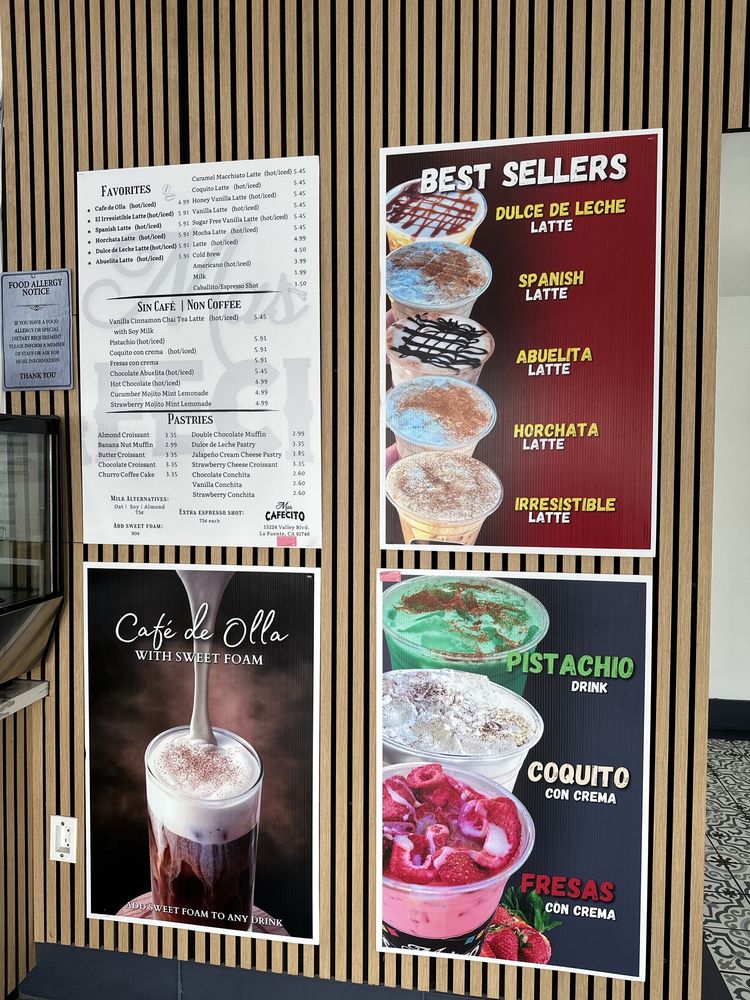 FAVORITES
Cafe de Olla (hot/iced) 4.99
El Irresistible Latte (hot/iced) 5.91
Spanish Latte (hot/iced) 5.91
Horchata Latte (hot/iced) 5.91
Dulce de Leche Latte (hot/iced) 5.91
Abuelita Latte (hot/iced) 5.91
Caramel Macchiato Latte (hot/iced) 5.45
Coquito Latte (hot/iced) 5.45
Honey Vanilla Latte (hot/iced) 5.45
Vanilla Latte (hot/iced) 5.45
Sugar Free Vanilla Latte (hot/iced) 5.45
Mocha Latte (hot/iced) 5.45
Latte (hot/iced) 4.99
Cold Brew 4.50
Americano (hot/iced) 3.99
Milk 1.99
Caballito/Espresso Shot 1.50
SIN CAFÉ | NON COFFEE
Vanilla Cinnamon Chai Tea Latte (hot/iced) 5.45
with Soy Milk
Pistachio (hot/iced) 5.91
Coquito con crema (hot/iced) 5.91
Fresas con crema 5.91
Chocolate Abuelita (hot/iced) 5.45
Hot Chocolate (hot/iced) 4.99
Cucumber Mojito Mint Lemonade 4.99
Strawberry Mojito Mint Lemonade 4.99
PASTRIES
Almond Croissant 3.35
Banana Nut Muffin 2.99
Butter Croissant 3.35
Chocolate Croissant 3.35
Churro Coffee Cake 3.35
Double Chocolate Muffin 2.99
Dulce de Leche Pastry 3.35
Jalapeño Cream Cheese Pastry 3.85
Strawberry Cheese Croissant 3.35
Chocolate Conchita 2.60
Vanilla Conchita 2.60
Strawberry Conchita 2.60
MILK ALTERNATIVES:
Oat | Soy | Almond
75¢
ADD SWEET FOAM:
90¢
EXTRA ESPRESSO SHOT:
75¢ each
Mas
CAFECITO
13224 Valley Blvd.
La Puente, CA 91746
FOOD ALLERGY
NOTICE
IF YOU HAVE A FOOD
ALLERGY OR SPECIAL
DIETARY REQUIREMENT
PLEASE INFORM A MEMBER
OF STAFF OR ASK FOR
MORE INFORMATION
THANK YOU
BEST SELLERS
DULCE DE LECHE
LATTE
SPANISH
LATTE
ABUELITA
LATTE
HORCHATA
LATTE
IRRESISTIBLE
LATTE
Café de Olla
WITH SWEET FOAM
ADD SWEET FOAM TO ANY DRINK
PISTACHIO
DRINK
COQUITO
CON CREMA
FRESAS
CON CREMA